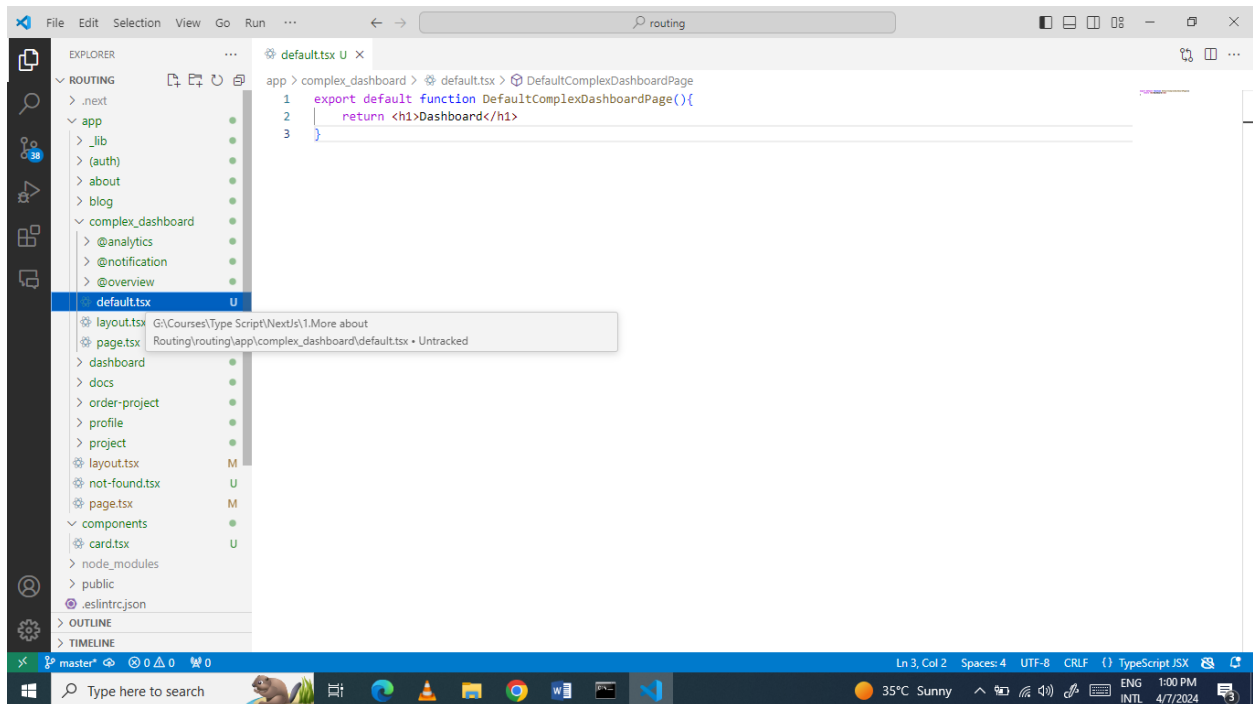 File Edit Selection View Go Run ··· ← → routing
EXPLORER ···
default.tsx U ×
ROUTING
app > complex_dashboard > default.tsx > DefaultComplexDashboardPage
.next
app
_lib
(auth)
about
blog
complex_dashboard
@analytics
@notification
@overview
default.tsx U
layout.tsx
page.tsx
dashboard
docs
order-project
profile
project
layout.tsx M
not-found.tsx U
page.tsx M
components
card.tsx U
node_modules
public
.eslintrc.json
OUTLINE
TIMELINE
38
1 export default function DefaultComplexDashboardPage(){
2 return <h1>Dashboard</h1>
3 }
G:\Courses\Type Script\NextJs\1.More about
Routing\routing\app\complex_dashboard\default.tsx • Untracked
master* 0 0 0 Ln 3, Col 2 Spaces: 4 UTF-8 CRLF {} TypeScript JSX
Type here to search 35°C Sunny ENG 1:00 PM
INTL 4/7/2024 3